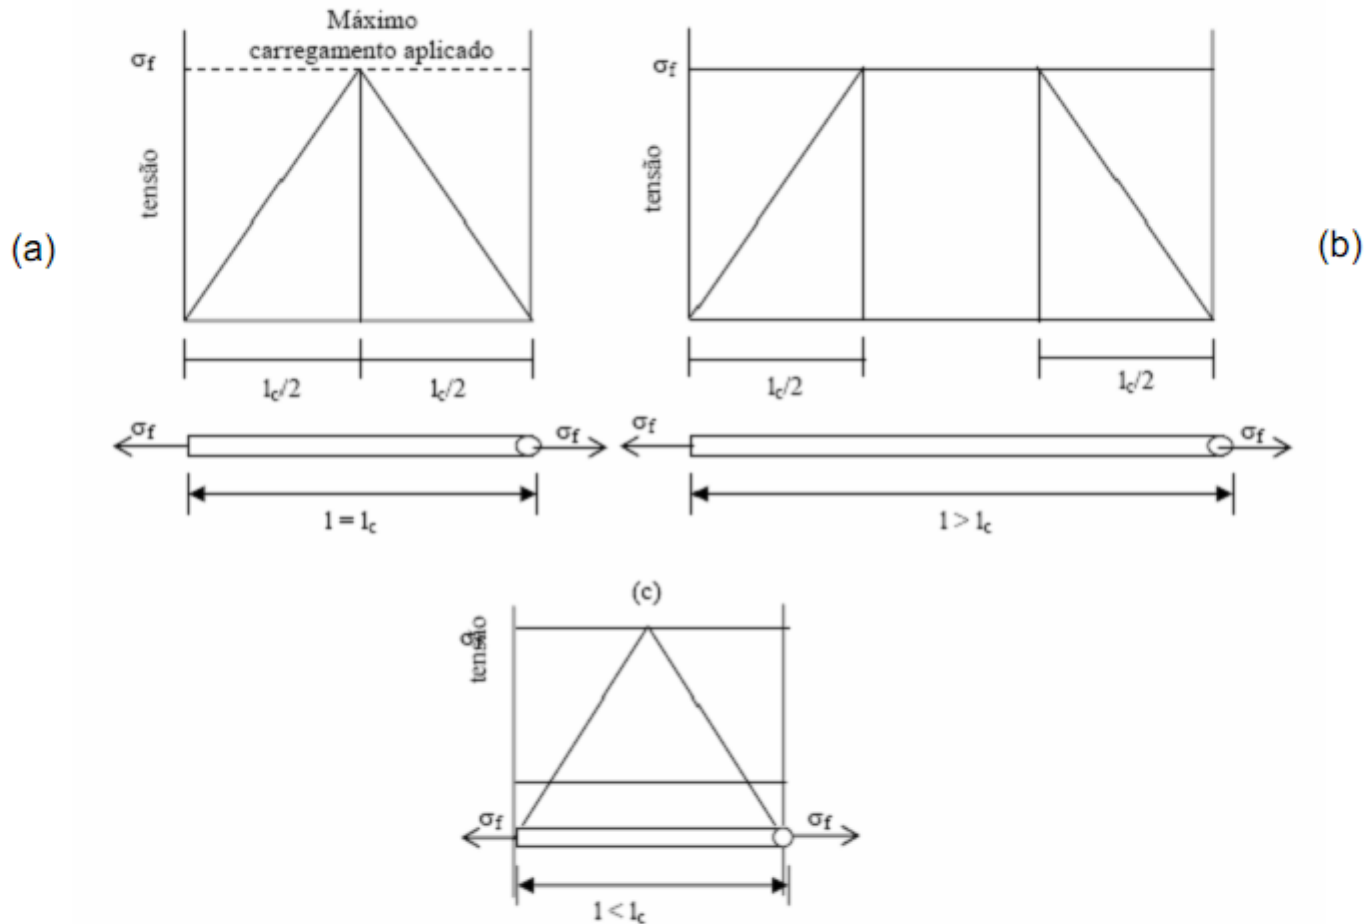 Máximo
carregamento aplicado
σf
tensão
(a)
lc/2
lc/2
σf
σf
l = lc
σf
tensão
(b)
lc/2
lc/2
σf
σf
l > lc
(c)
σf
tensão
σf
σf
l < lc